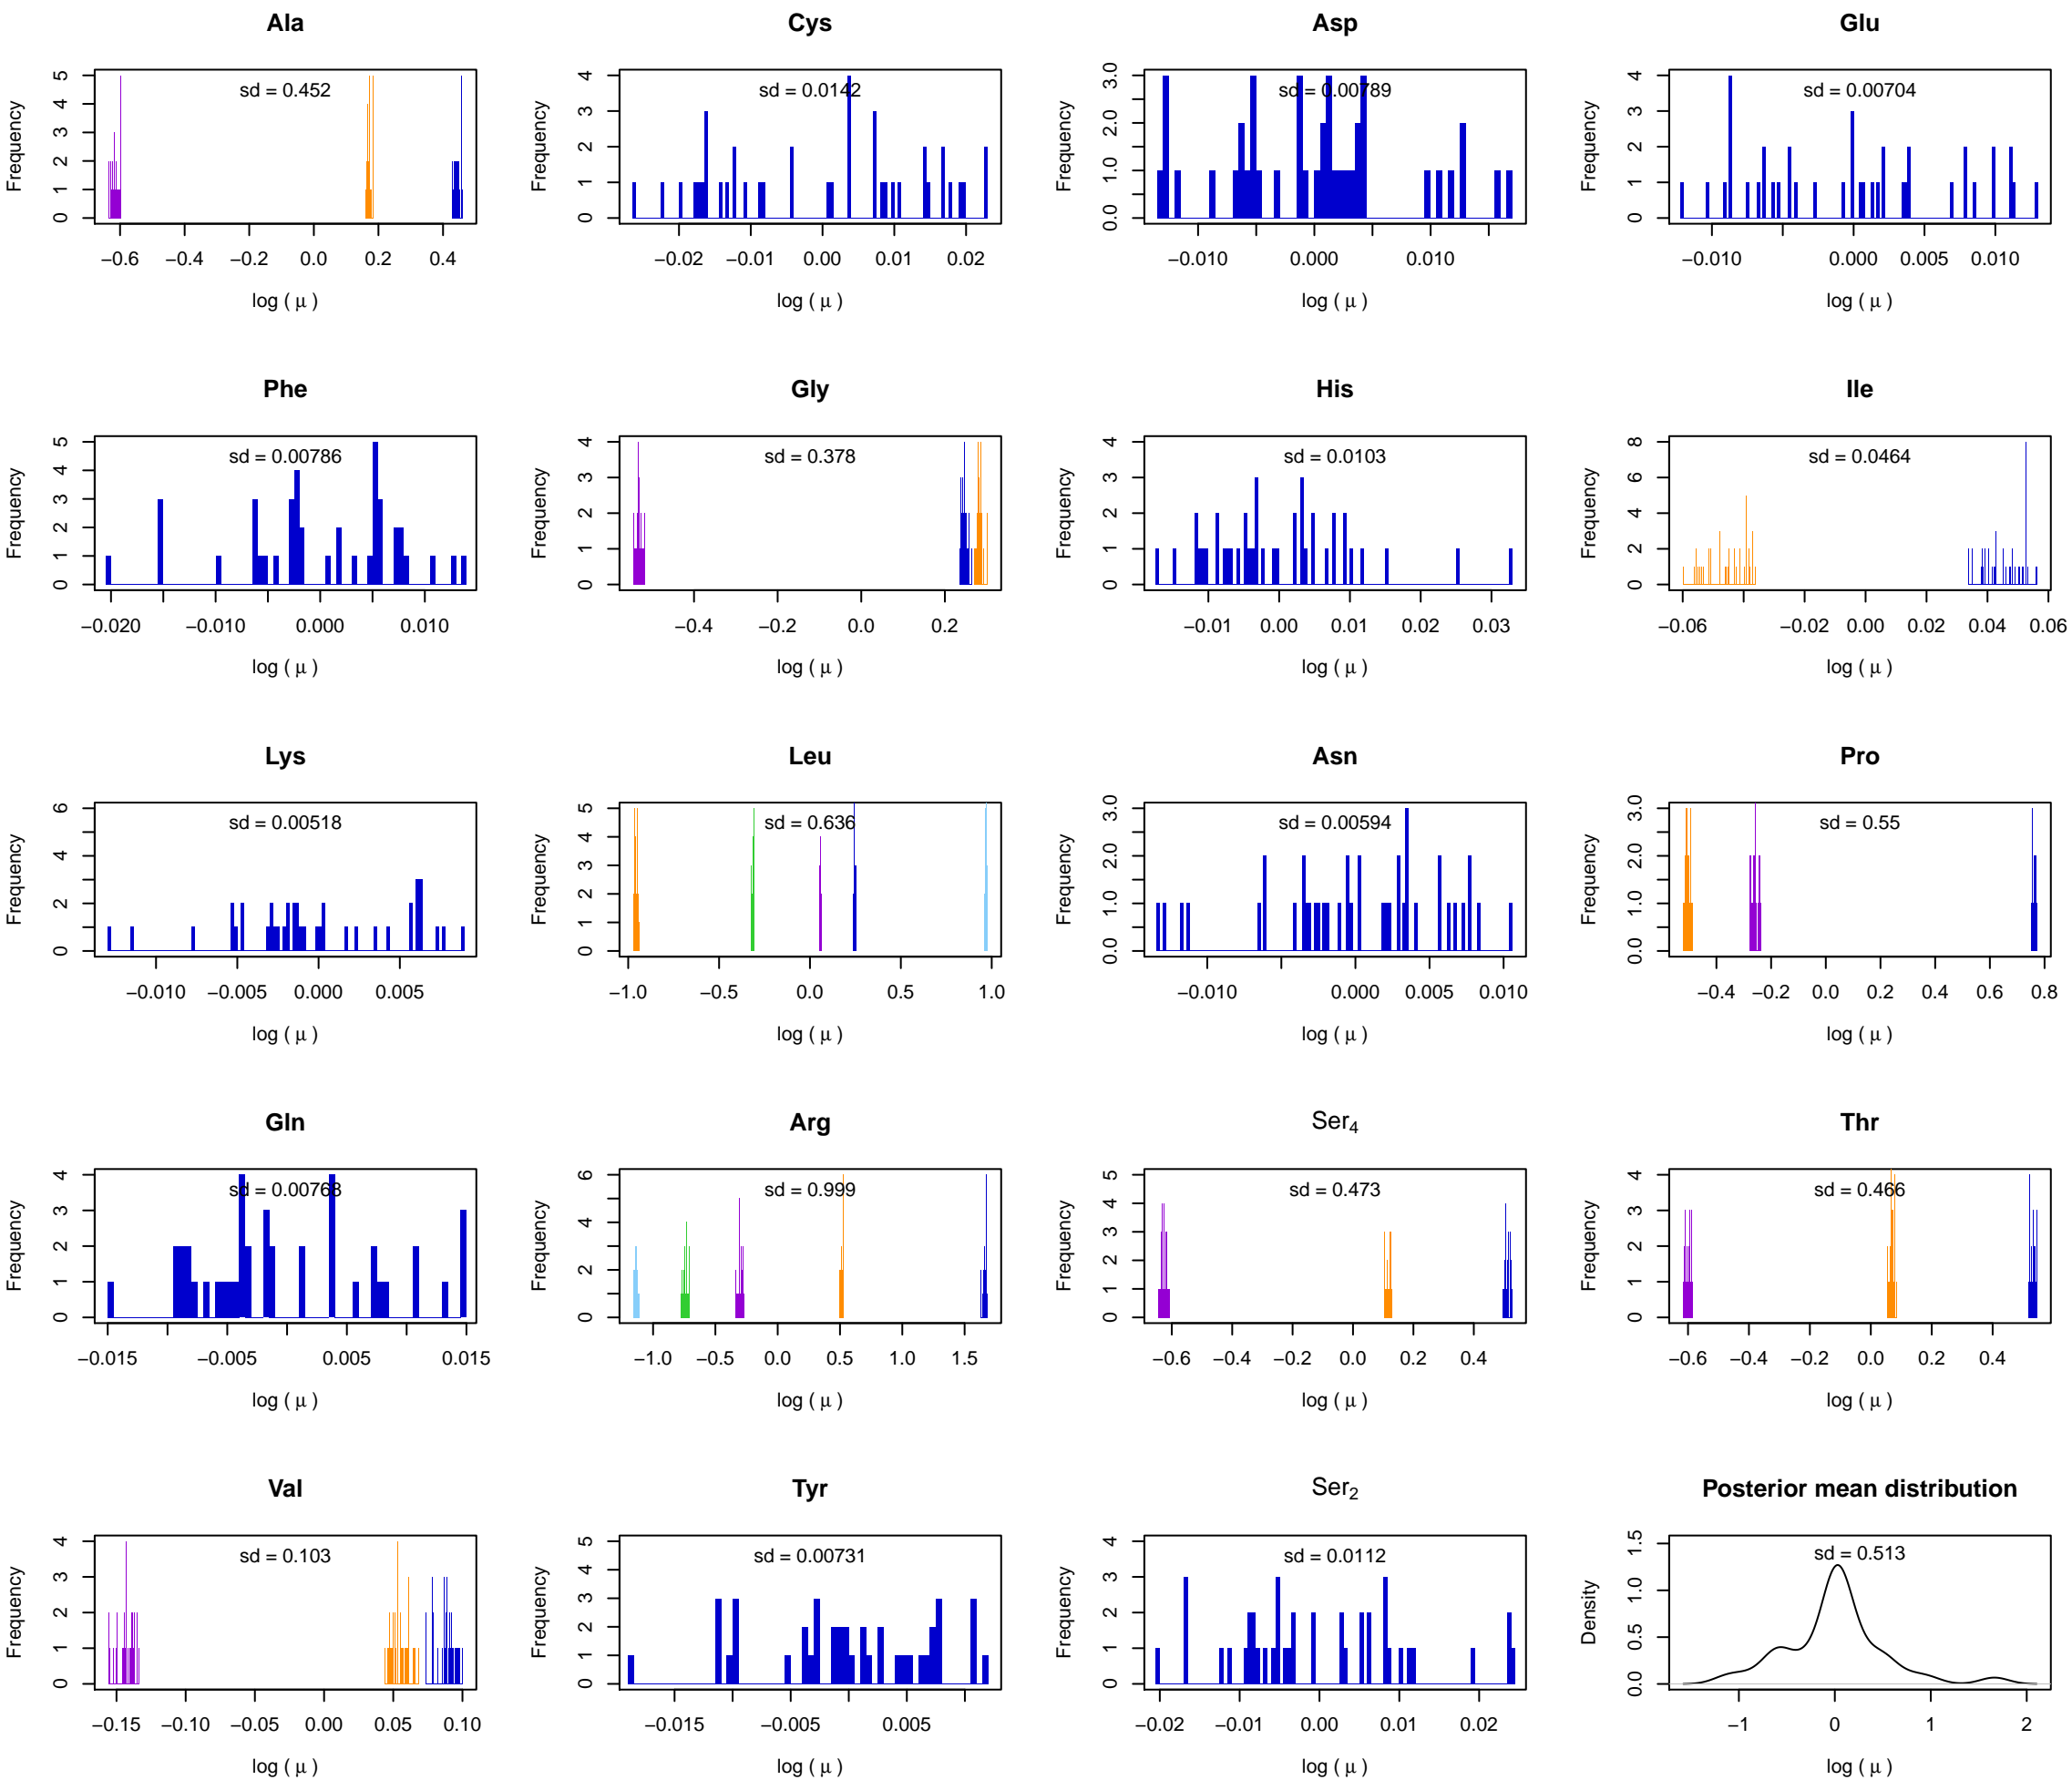 Ala
Frequency
0 1 2 3 4 5
sd = 0.452
−0.6 −0.4 −0.2 0.0 0.2 0.4
log ( μ )
Cys
Frequency
0 1 2 3 4
sd = 0.0142
−0.02 −0.01 0.00 0.01 0.02
log ( μ )
Asp
Frequency
0.0 1.0 2.0 3.0
sd = 0.00789
−0.010 0.000 0.010
log ( μ )
Glu
Frequency
0 1 2 3 4
sd = 0.00704
−0.010 0.000 0.005 0.010
log ( μ )
Phe
Frequency
0 1 2 3 4 5
sd = 0.00786
−0.020 −0.010 0.000 0.010
log ( μ )
Gly
Frequency
0 1 2 3 4
sd = 0.378
−0.4 −0.2 0.0 0.2
log ( μ )
His
Frequency
0 1 2 3 4
sd = 0.0103
−0.01 0.00 0.01 0.02 0.03
log ( μ )
Ile
Frequency
0 2 4 6 8
sd = 0.0464
−0.06 −0.02 0.00 0.02 0.04 0.06
log ( μ )
Lys
Frequency
0 2 4 6
sd = 0.00518
−0.010 −0.005 0.000 0.005
log ( μ )
Leu
Frequency
0 1 2 3 4 5
sd = 0.636
−1.0 −0.5 0.0 0.5 1.0
log ( μ )
Asn
Frequency
0.0 1.0 2.0 3.0
sd = 0.00594
−0.010 0.000 0.005 0.010
log ( μ )
Pro
Frequency
0.0 1.0 2.0 3.0
sd = 0.55
−0.4 −0.2 0.0 0.2 0.4 0.6 0.8
log ( μ )
Gln
Frequency
0 1 2 3 4
sd = 0.00763
−0.015 −0.005 0.005 0.015
log ( μ )
Arg
Frequency
0 2 4 6
sd = 0.999
−1.0 −0.5 0.0 0.5 1.0 1.5
log ( μ )
Ser₄
Frequency
0 1 2 3 4 5
sd = 0.473
−0.6 −0.4 −0.2 0.0 0.2 0.4
log ( μ )
Thr
Frequency
0 1 2 3 4
sd = 0.466
−0.6 −0.4 −0.2 0.0 0.2 0.4
log ( μ )
Val
Frequency
0 1 2 3 4
sd = 0.103
−0.15 −0.10 −0.05 0.00 0.05 0.10
log ( μ )
Tyr
Frequency
0 1 2 3 4 5
sd = 0.00731
−0.015 −0.005 0.005
log ( μ )
Ser₂
Frequency
0 1 2 3 4
sd = 0.0112
−0.02 −0.01 0.00 0.01 0.02
log ( μ )
Posterior mean distribution
Density
0.0 0.5 1.0 1.5
sd = 0.513
−1 0 1 2
log ( μ )